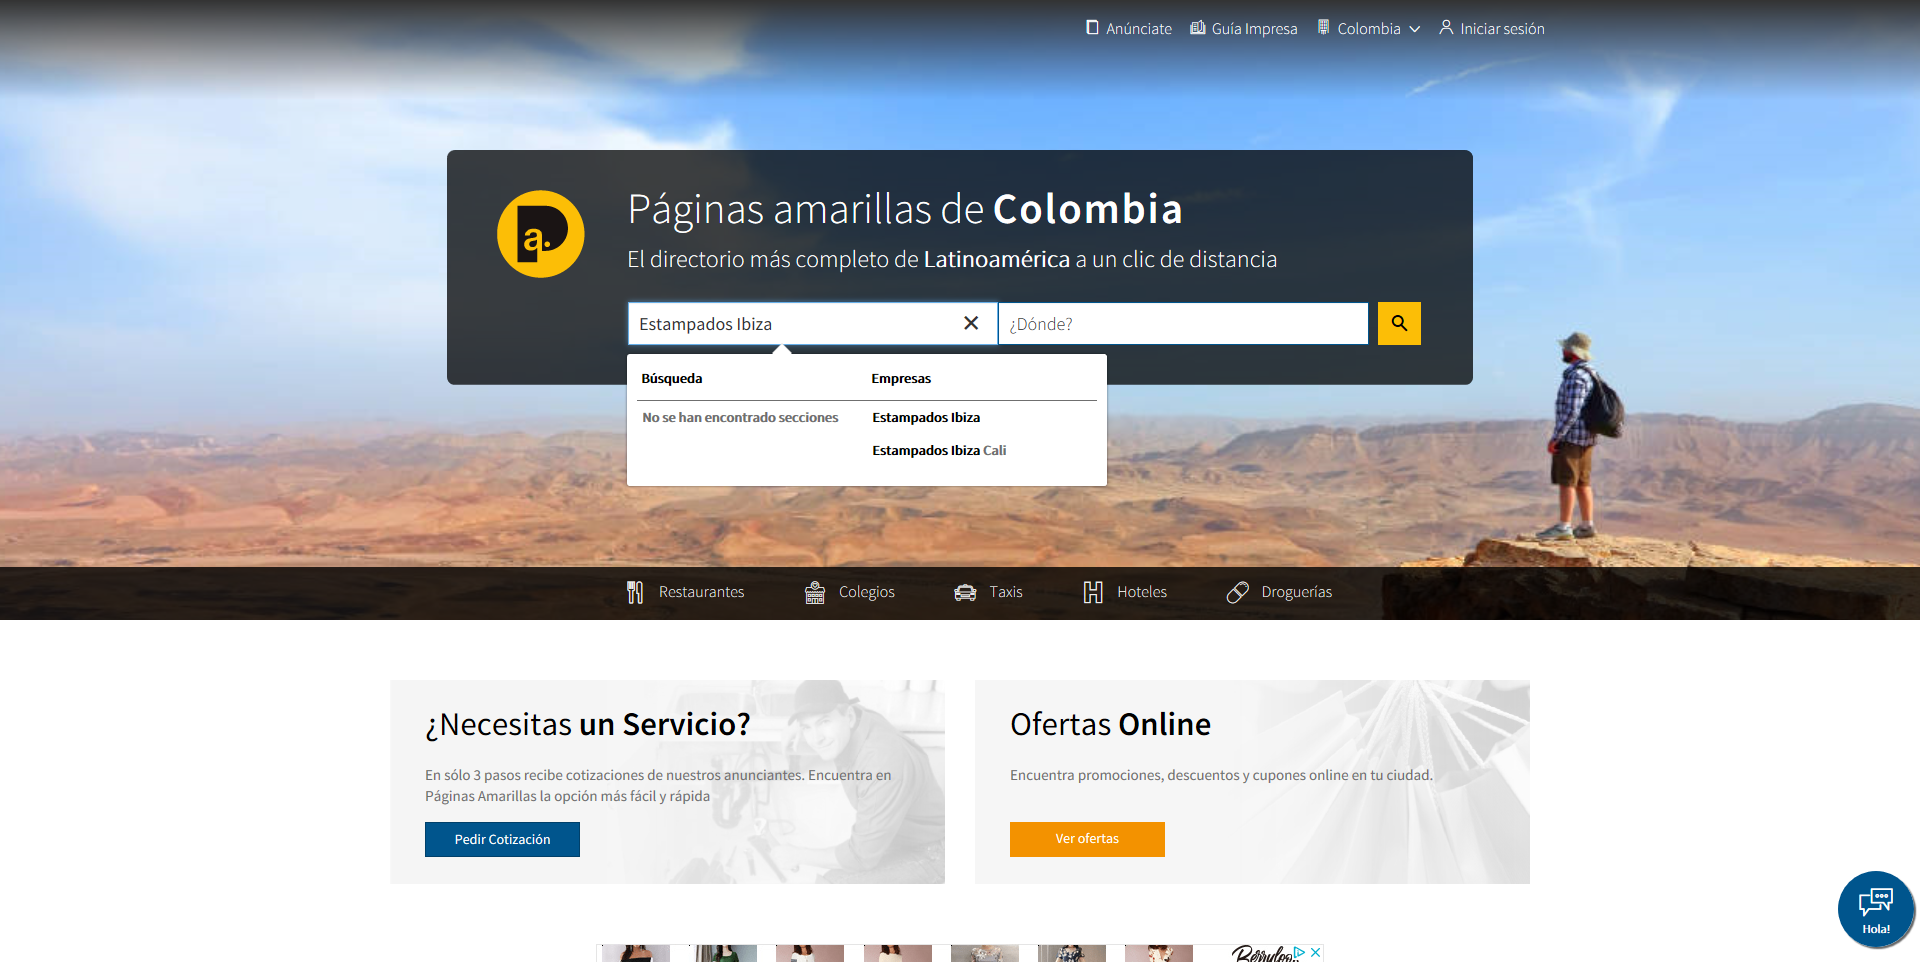 Anúnciate Guía Impresa Colombia Iniciar sesión
a.
Páginas amarillas de Colombia
El directorio más completo de Latinoamérica a un clic de distancia
Estampados Ibiza
¿Dónde?
Búsqueda Empresas
No se han encontrado secciones Estampados Ibiza
Estampados Ibiza Cali
Restaurantes Colegios Taxis Hoteles Droguerías
¿Necesitas un Servicio?
En sólo 3 pasos recibe cotizaciones de nuestros anunciantes. Encuentra en
Páginas Amarillas la opción más fácil y rápida
Pedir Cotización
Ofertas Online
Encuentra promociones, descuentos y cupones online en tu ciudad.
Ver ofertas
Hola!